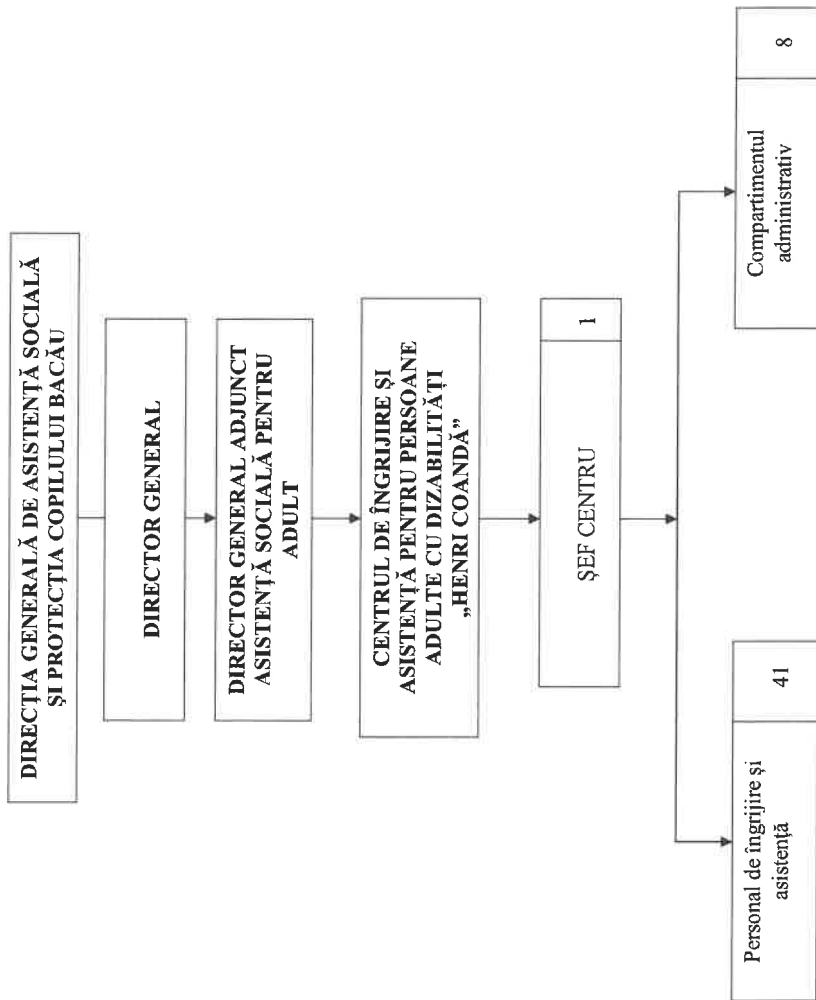 DIRECȚIA GENERALĂ DE ASISTENȚĂ SOCIALĂ
ȘI PROTECȚIA COPILULUI BACĂU
DIRECTOR GENERAL
DIRECTOR GENERAL ADJUNCT
ASISTENȚĂ SOCIALĂ PENTRU
ADULT
CENTRUL DE ÎNGRIJIRE ȘI
ASISTENȚĂ PENTRU PERSOANE
ADULTE CU DIZABILITĂȚI
„HENRI COANDĂ”
ȘEF CENTRU
1
Personal de îngrijire și
asistență
41
Compartimentul
administrativ
8